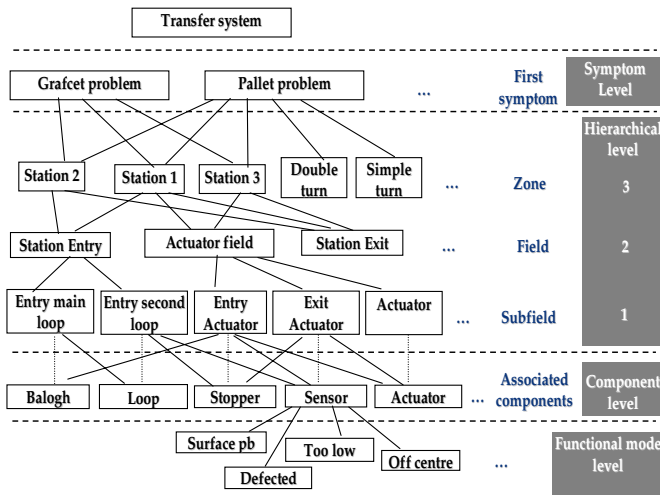 Transfer system
Grafcet problem
Pallet problem
...
First
symptom
Symptom
Level
Hierarchical
level
Station 2
Station 1
Station 3
Double
turn
Simple
turn
...
Zone
3
Station Entry
Actuator field
Station Exit
...
Field
2
Entry main
loop
Entry second
loop
Entry
Actuator
Exit
Actuator
Actuator
...
Subfield
1
Balogh
Loop
Stopper
Sensor
Actuator
...
Associated
components
Component
level
Surface pb
Defected
Too low
Off centre
...
Functional mode
level